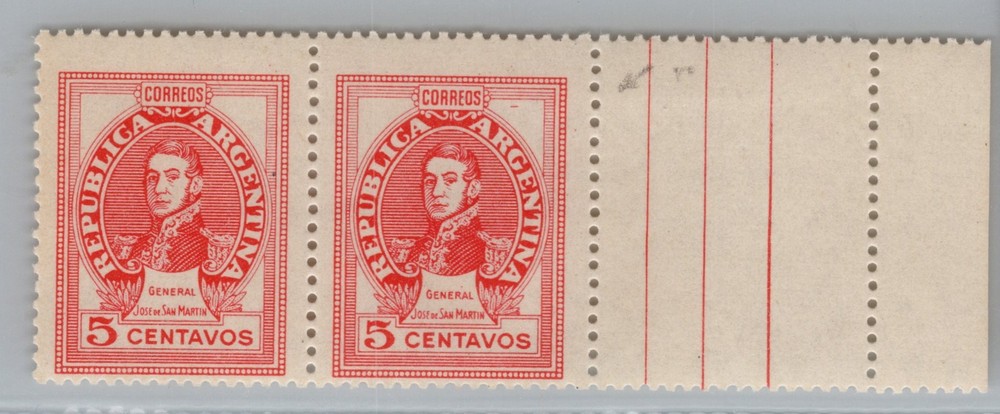 CORREOS
REPUBLICA ARGENTINA
GENERAL
JOSE DE SAN MARTIN
5 CENTAVOS
CORREOS
REPUBLICA ARGENTINA
GENERAL
JOSE DE SAN MARTIN
5 CENTAVOS